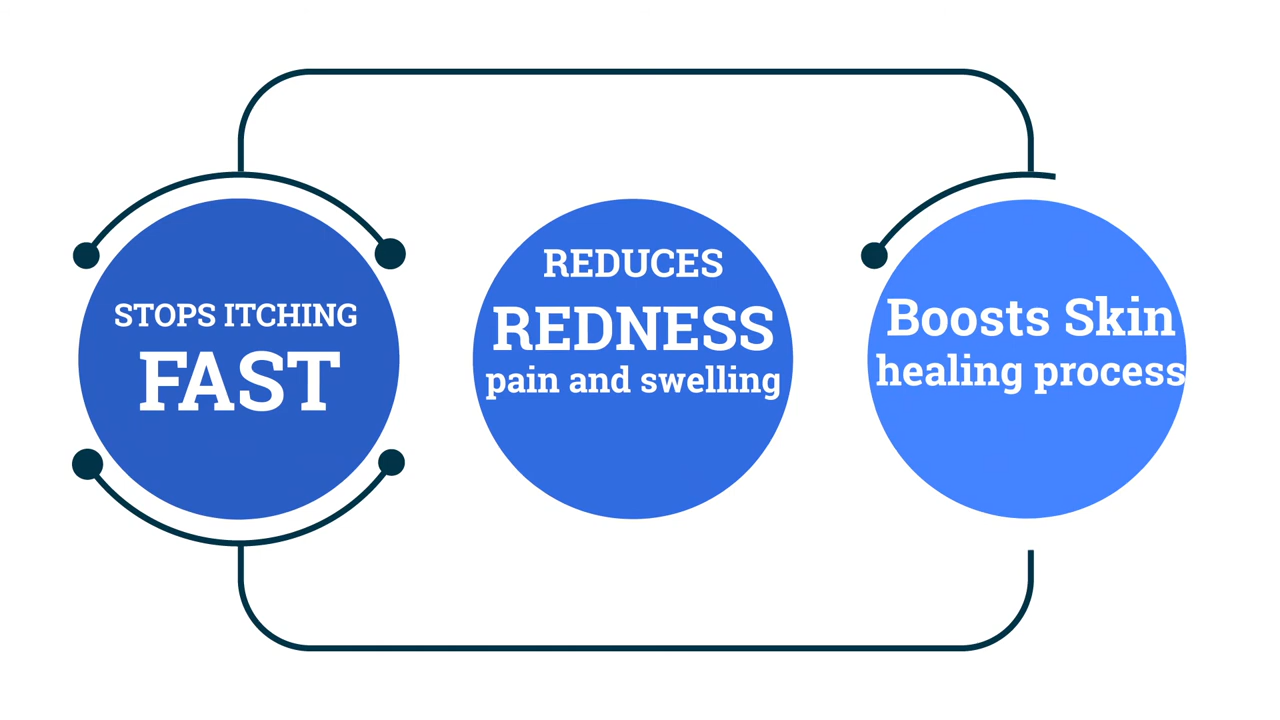 STOPS ITCHING
FAST
REDUCES
REDNESS
pain and swelling
Boosts Skin
healing process